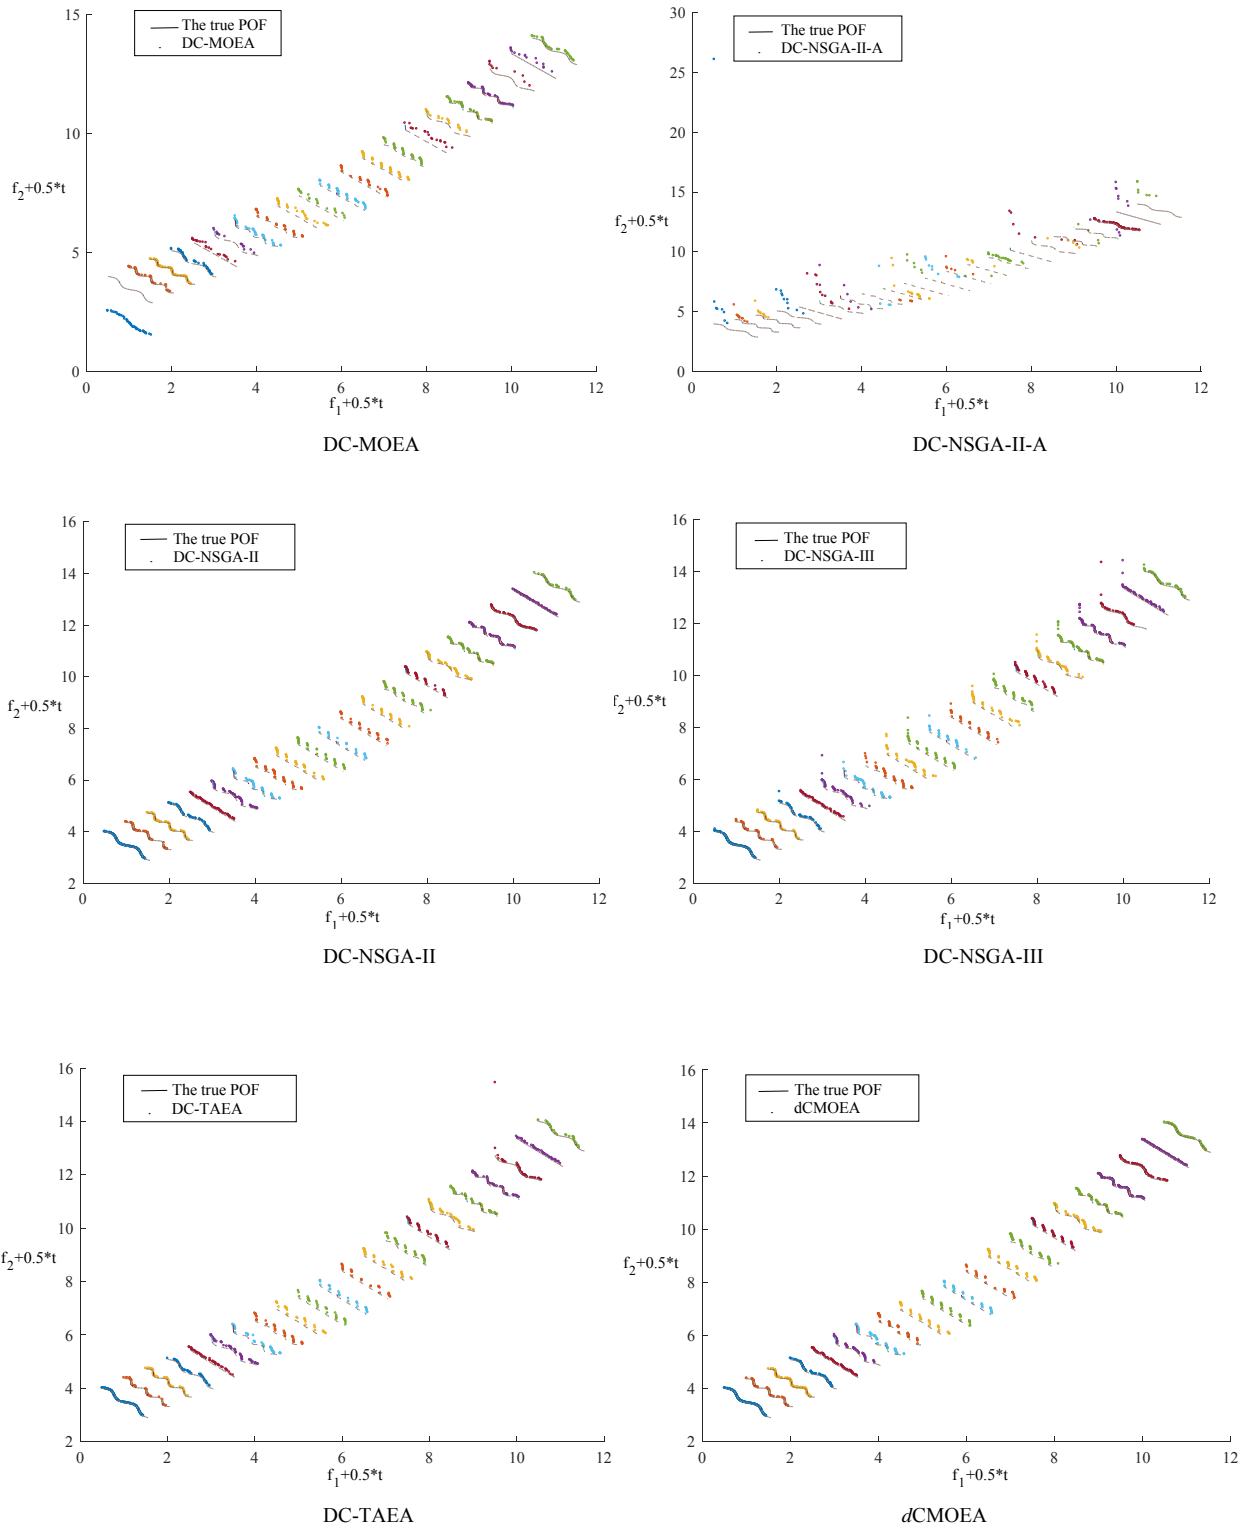 15
10
5
0
f2+0.5*t
The true POF
DC-MOEA
0 2 4 6 8 10 12
f1+0.5*t
DC-MOEA
30
25
20
15
10
5
0
f2+0.5*t
The true POF
DC-NSGA-II-A
0 2 4 6 8 10 12
f1+0.5*t
DC-NSGA-II-A
16
14
12
10
8
6
4
2
f2+0.5*t
The true POF
DC-NSGA-II
0 2 4 6 8 10 12
f1+0.5*t
DC-NSGA-II
16
14
12
10
8
6
4
2
f2+0.5*t
The true POF
DC-NSGA-III
0 2 4 6 8 10 12
f1+0.5*t
DC-NSGA-III
16
14
12
10
8
6
4
2
f2+0.5*t
The true POF
DC-TAEA
0 2 4 6 8 10 12
f1+0.5*t
DC-TAEA
16
14
12
10
8
6
4
2
f2+0.5*t
The true POF
dCMOEA
0 2 4 6 8 10 12
f1+0.5*t
dCMOEA